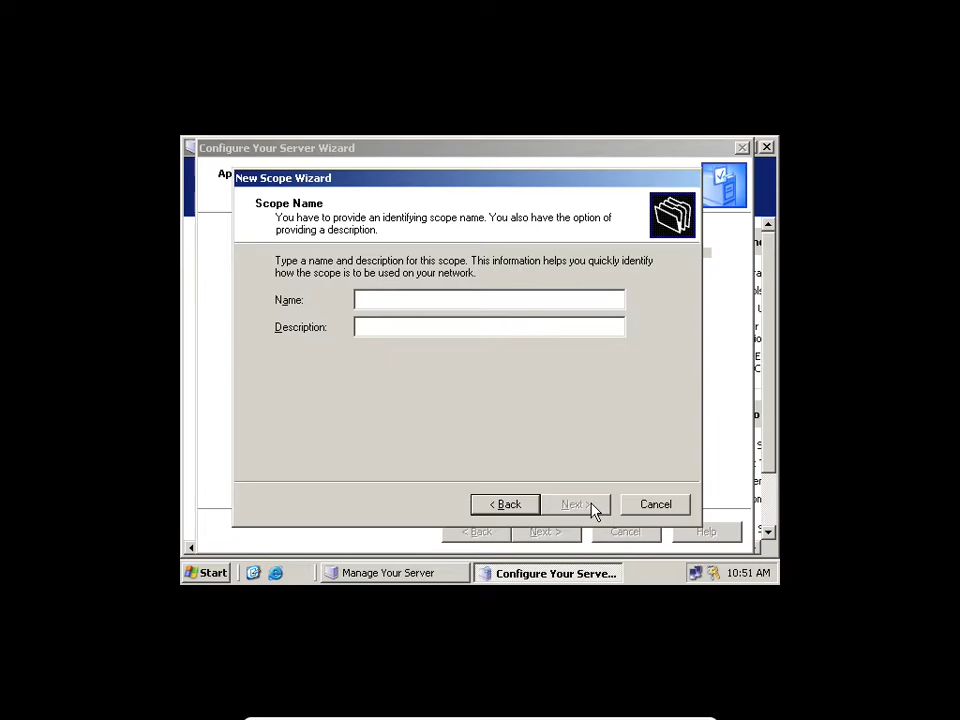 Configure Your Server Wizard
Ap
New Scope Wizard
Scope Name
You have to provide an identifying scope name. You also have the option of
providing a description.
Type a name and description for this scope. This information helps you quickly identify
how the scope is to be used on your network.
Name:
Description:
< Back
Next >
Cancel
< Back
Next >
Cancel
Help
Start
Manage Your Server
Configure Your Serve...
10:51 AM